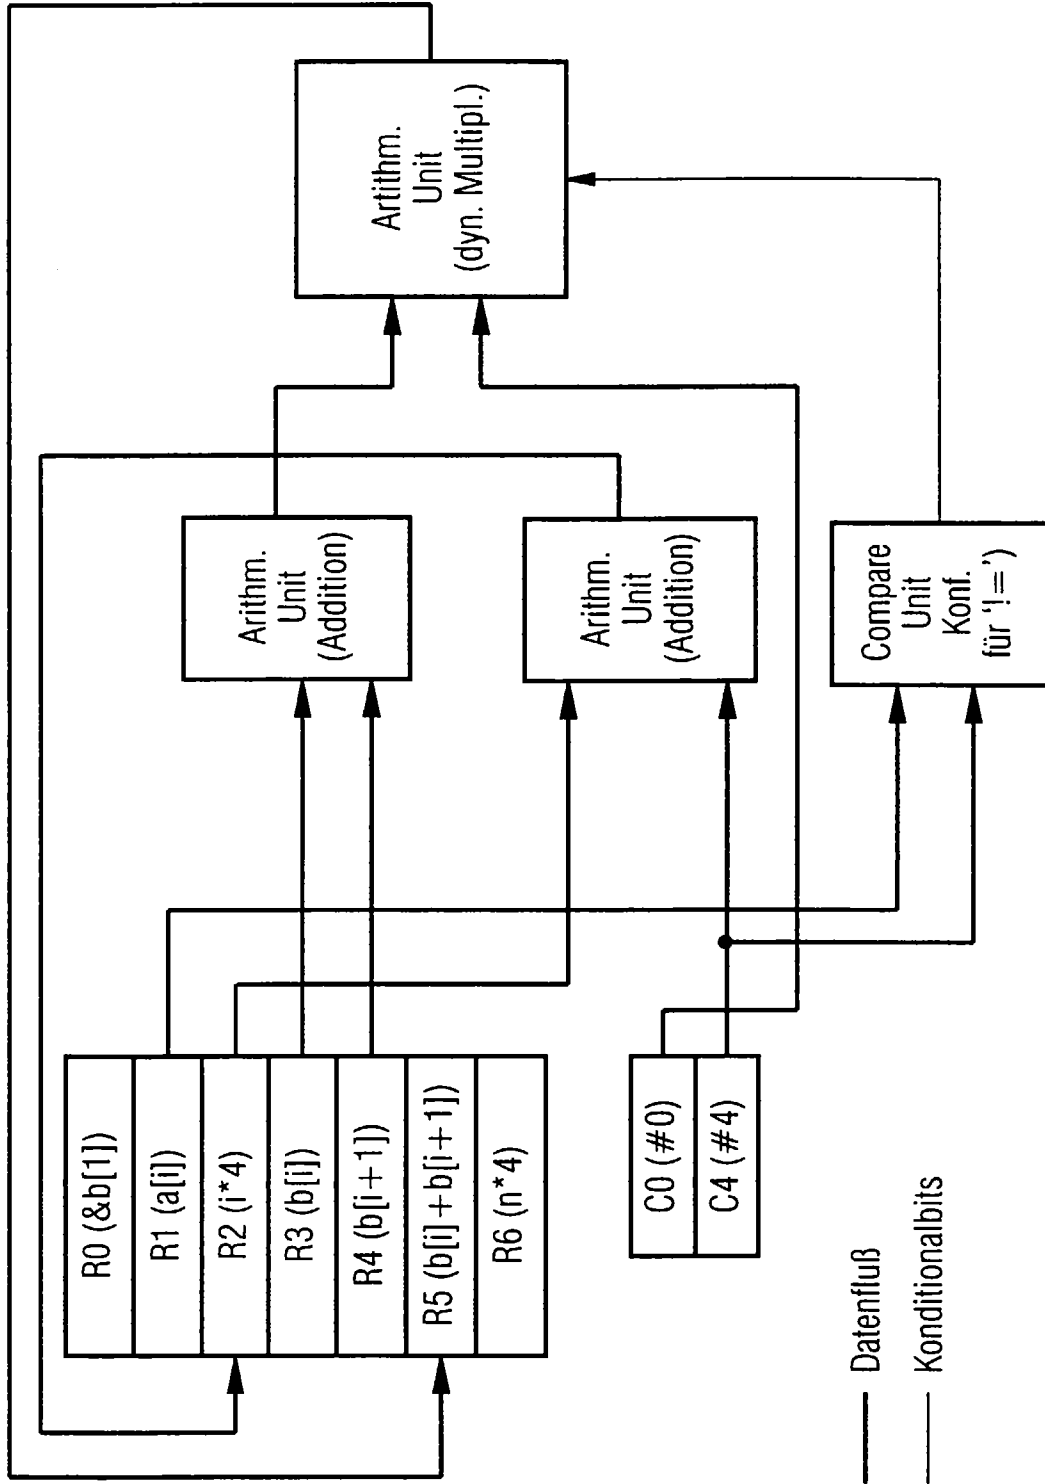 R0 (&b[1])
R1 (a[i])
R2 (i*4)
R3 (b[i])
R4 (b[i+1])
R5 (b[i]+b[i+1])
R6 (n*4)
C0 (#0)
C4 (#4)
Arithm.
Unit
(Addition)
Arithm.
Unit
(Addition)
Compare
Unit
Konf.
für '!=')
Artithm.
Unit
(dyn. Multipl.)
Datenfluß
Konditionalbits